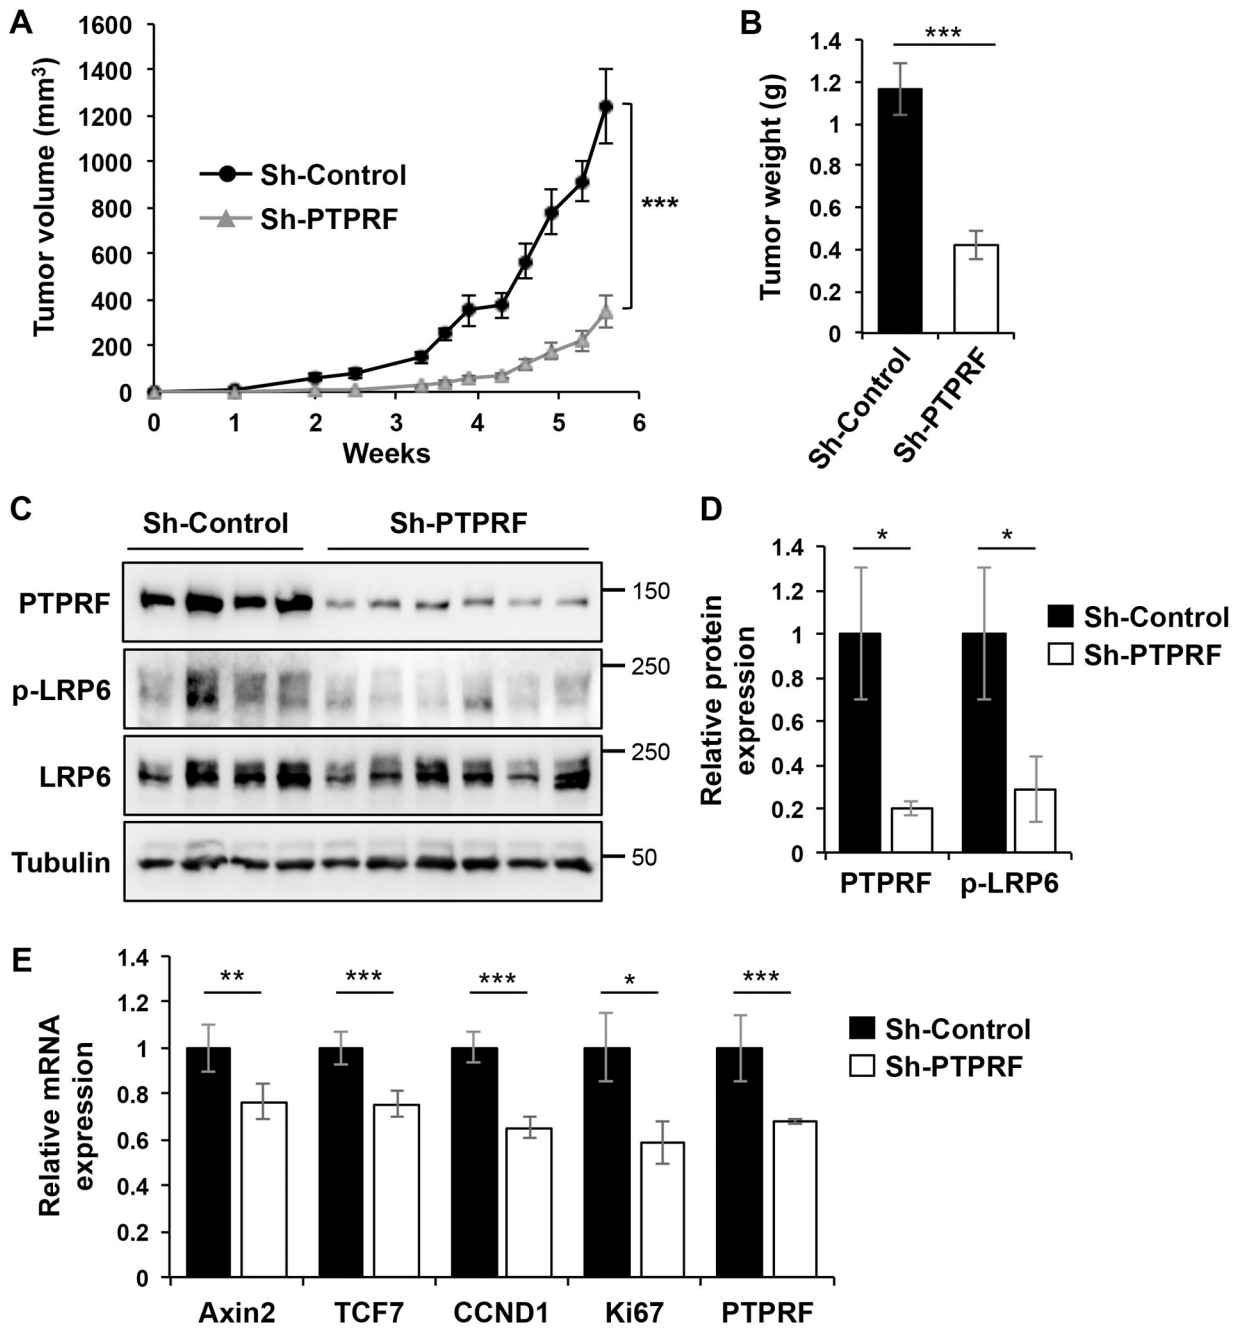 A
1600
1400
1200
1000
800
600
400
200
0
Tumor volume (mm³)
Sh-Control
Sh-PTPRF
***
0 1 2 3 4 5 6
Weeks
B
***
1.4
1.2
1
0.8
0.6
0.4
0.2
0
Tumor weight (g)
Sh-Control
Sh-PTPRF
C
Sh-Control Sh-PTPRF
PTPRF 150
p-LRP6 250
LRP6 250
Tubulin 50
D
* *
1.4
1.2
1
0.8
0.6
0.4
0.2
0
Relative protein
expression
Sh-Control
Sh-PTPRF
PTPRF p-LRP6
E
** *** *** * ***
1.4
1.2
1
0.8
0.6
0.4
0.2
0
Relative mRNA
expression
Sh-Control
Sh-PTPRF
Axin2 TCF7 CCND1 Ki67 PTPRF